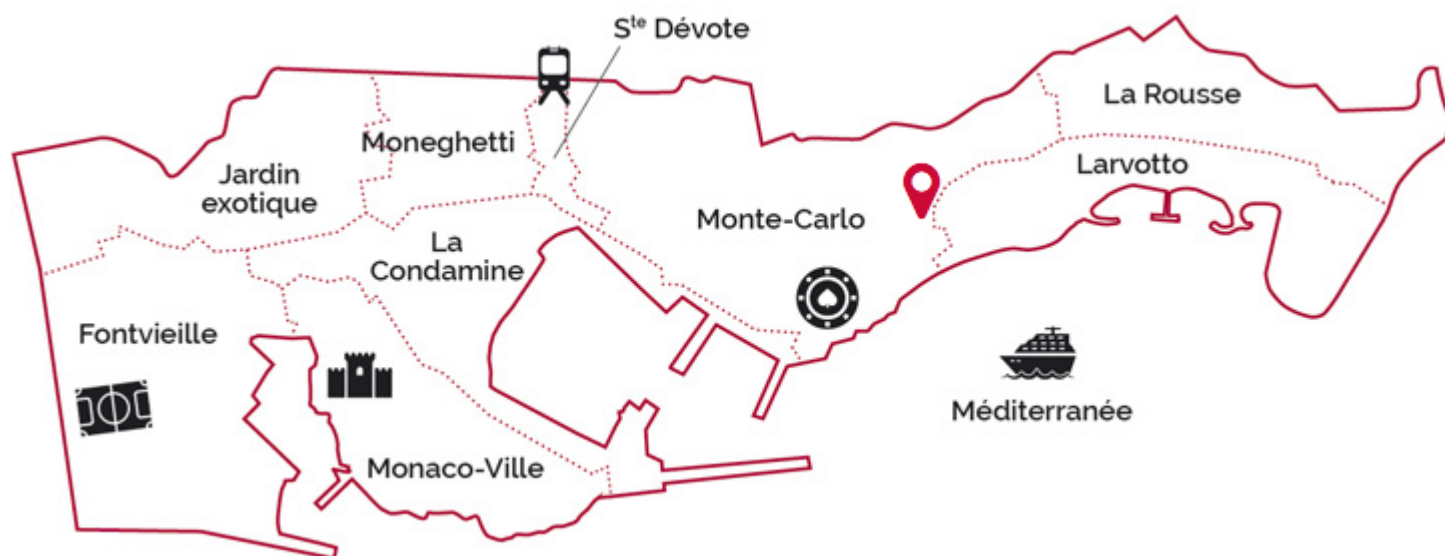 Sᵗᵉ Dévote
La Rousse
Moneghetti
Larvotto
Jardin
exotique
Monte-Carlo
La
Condamine
Fontvieille
Méditerranée
Monaco-Ville